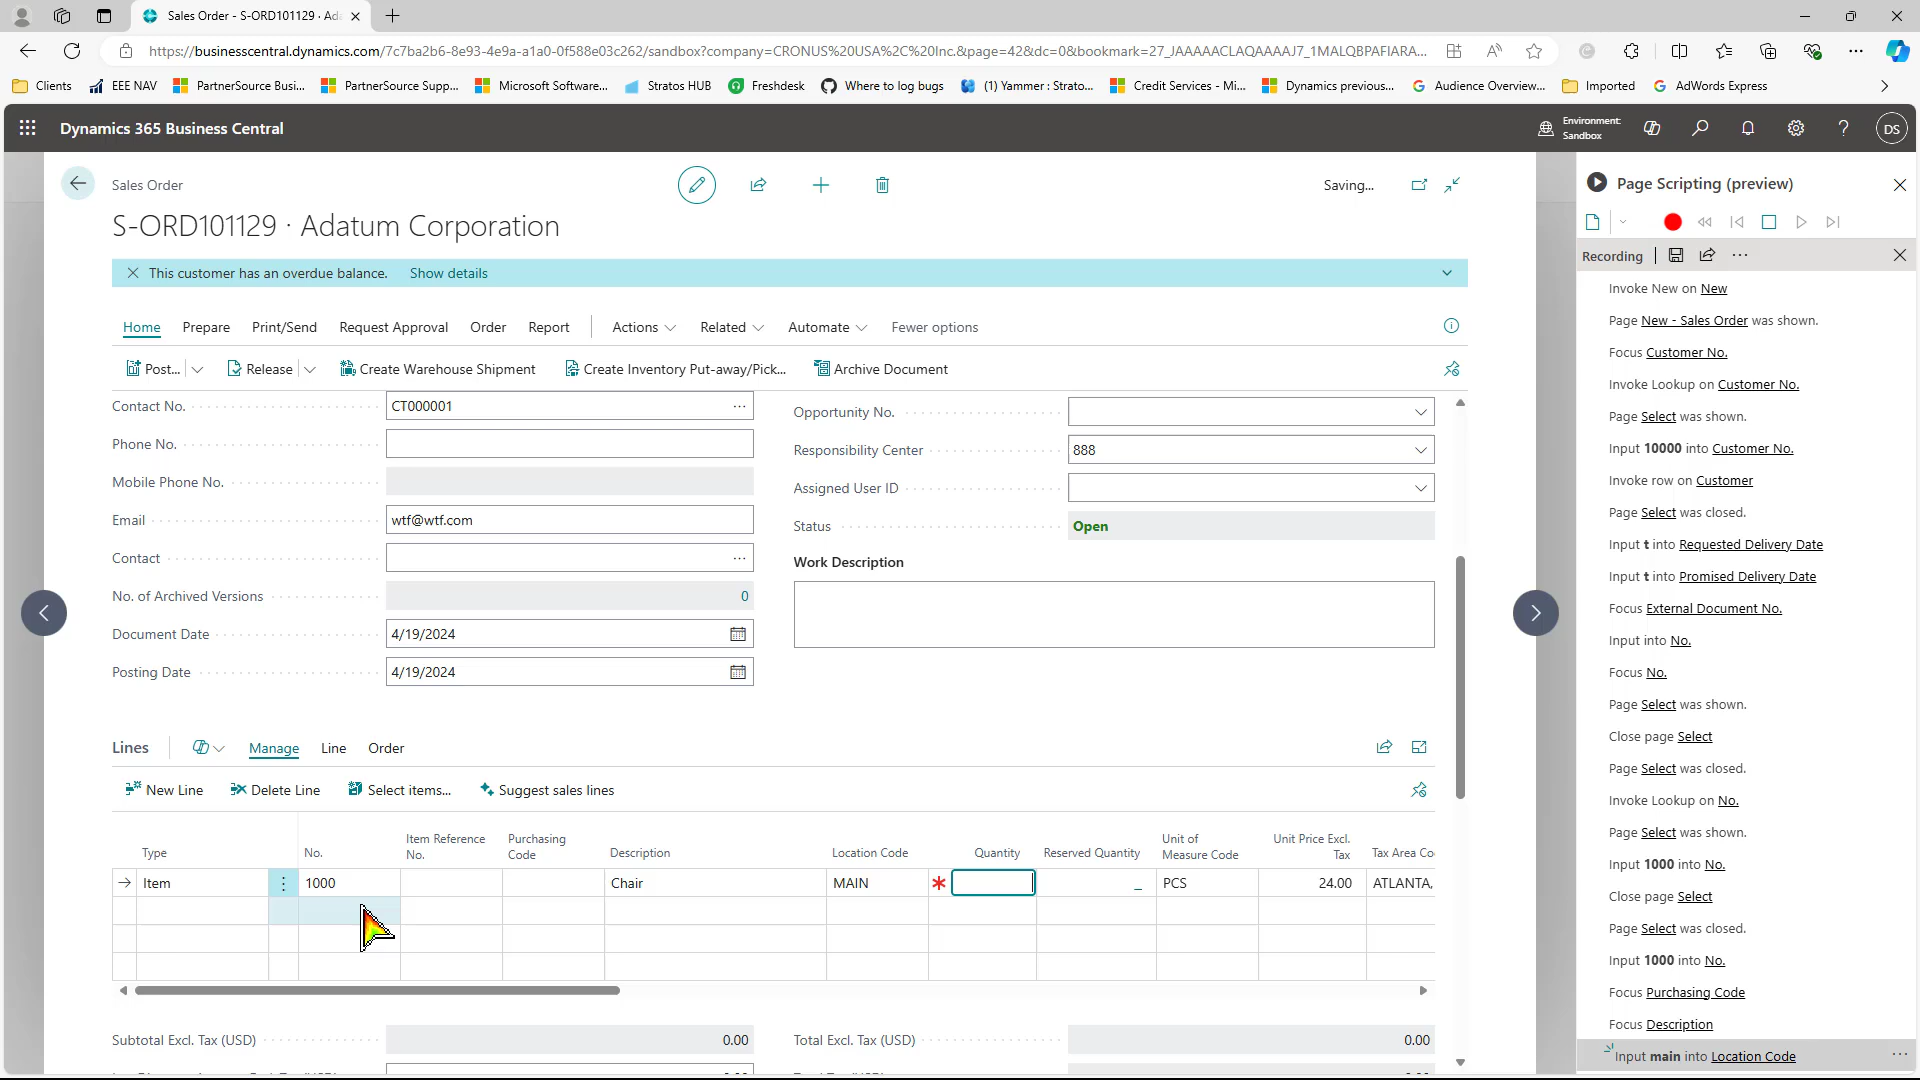 Sales Order - S-ORD101129 · Ad
https://businesscentral.dynamics.com/7c7ba2b6-8e93-4e9a-a1a0-0f588e03c262/sandbox?company=CRONUS%20USA%2C%20Inc.&page=42&dc=0&bookmark=27_JAAAAACLAQAAAAJ7_1MALQBPAFIARA...
Clients EEE NAV PartnerSource Busi... PartnerSource Supp... Microsoft Software... Stratos HUB Freshdesk Where to log bugs (1) Yammer : Strato... Credit Services - Mi... Dynamics previous... Audience Overview... Imported AdWords Express
Dynamics 365 Business Central
Environment:
Sandbox
DS
Sales Order
Saving...
S-ORD101129 · Adatum Corporation
This customer has an overdue balance. Show details
Home Prepare Print/Send Request Approval Order Report Actions Related Automate Fewer options
Post... Release Create Warehouse Shipment Create Inventory Put-away/Pick... Archive Document
Contact No. CT000001
Phone No.
Mobile Phone No.
Email wtf@wtf.com
Contact
No. of Archived Versions 0
Document Date 4/19/2024
Posting Date 4/19/2024
Opportunity No.
Responsibility Center 888
Assigned User ID
Status Open
Work Description
Lines Manage Line Order
New Line Delete Line Select items... Suggest sales lines
Type No. Item Reference No. Purchasing Code Description Location Code Quantity Reserved Quantity Unit of Measure Code Unit Price Excl. Tax Tax Area Co
Item 1000 Chair MAIN * _ PCS 24.00 ATLANTA,
Subtotal Excl. Tax (USD) 0.00 Total Excl. Tax (USD) 0.00
Page Scripting (preview)
Recording
Invoke New on New
Page New - Sales Order was shown.
Focus Customer No.
Invoke Lookup on Customer No.
Page Select was shown.
Input 10000 into Customer No.
Invoke row on Customer
Page Select was closed.
Input t into Requested Delivery Date
Input t into Promised Delivery Date
Focus External Document No.
Input into No.
Focus No.
Page Select was shown.
Close page Select
Page Select was closed.
Invoke Lookup on No.
Page Select was shown.
Input 1000 into No.
Close page Select
Page Select was closed.
Input 1000 into No.
Focus Purchasing Code
Focus Description
Input main into Location Code